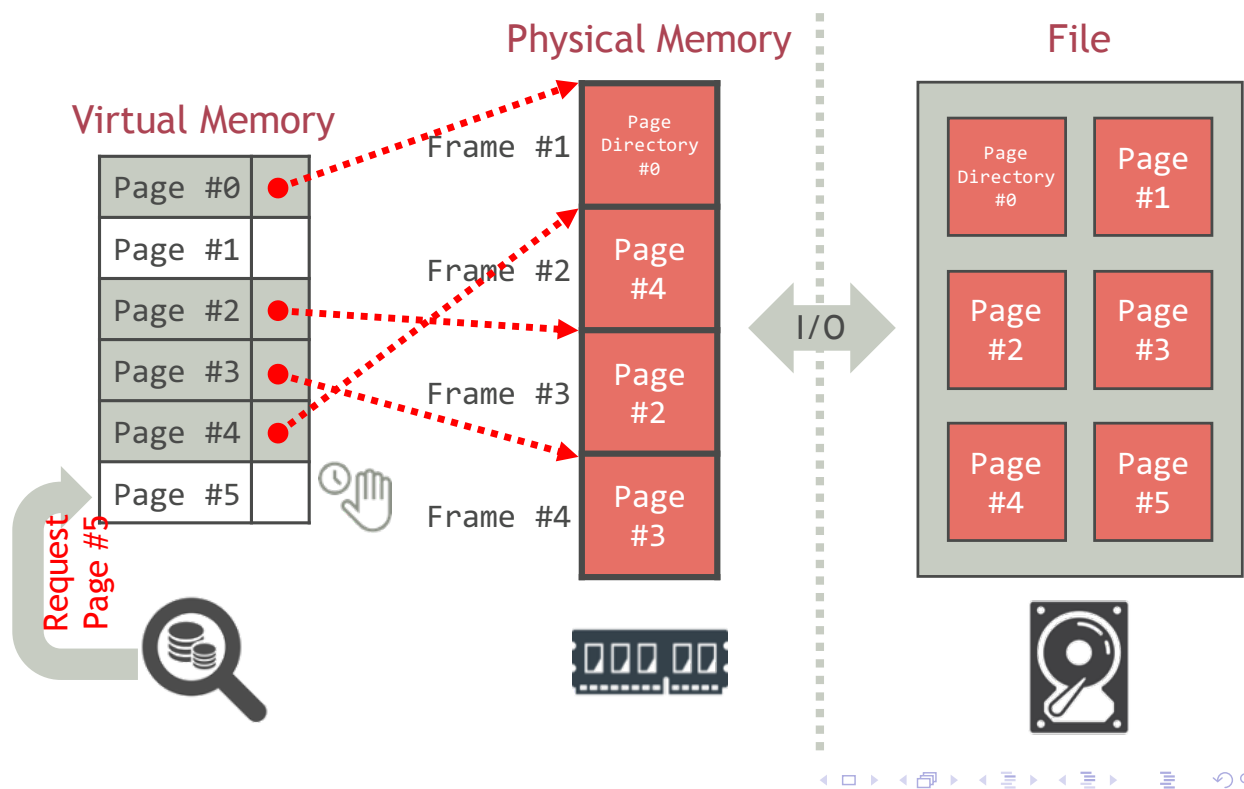 Physical Memory
File
Virtual Memory
Page #0
Page #1
Page #2
Page #3
Page #4
Page #5
Request
Page #5
Frame #1
Frame #2
Frame #3
Frame #4
Page
Directory
#0
Page
#4
Page
#2
Page
#3
I/O
Page
Directory
#0
Page
#1
Page
#2
Page
#3
Page
#4
Page
#5